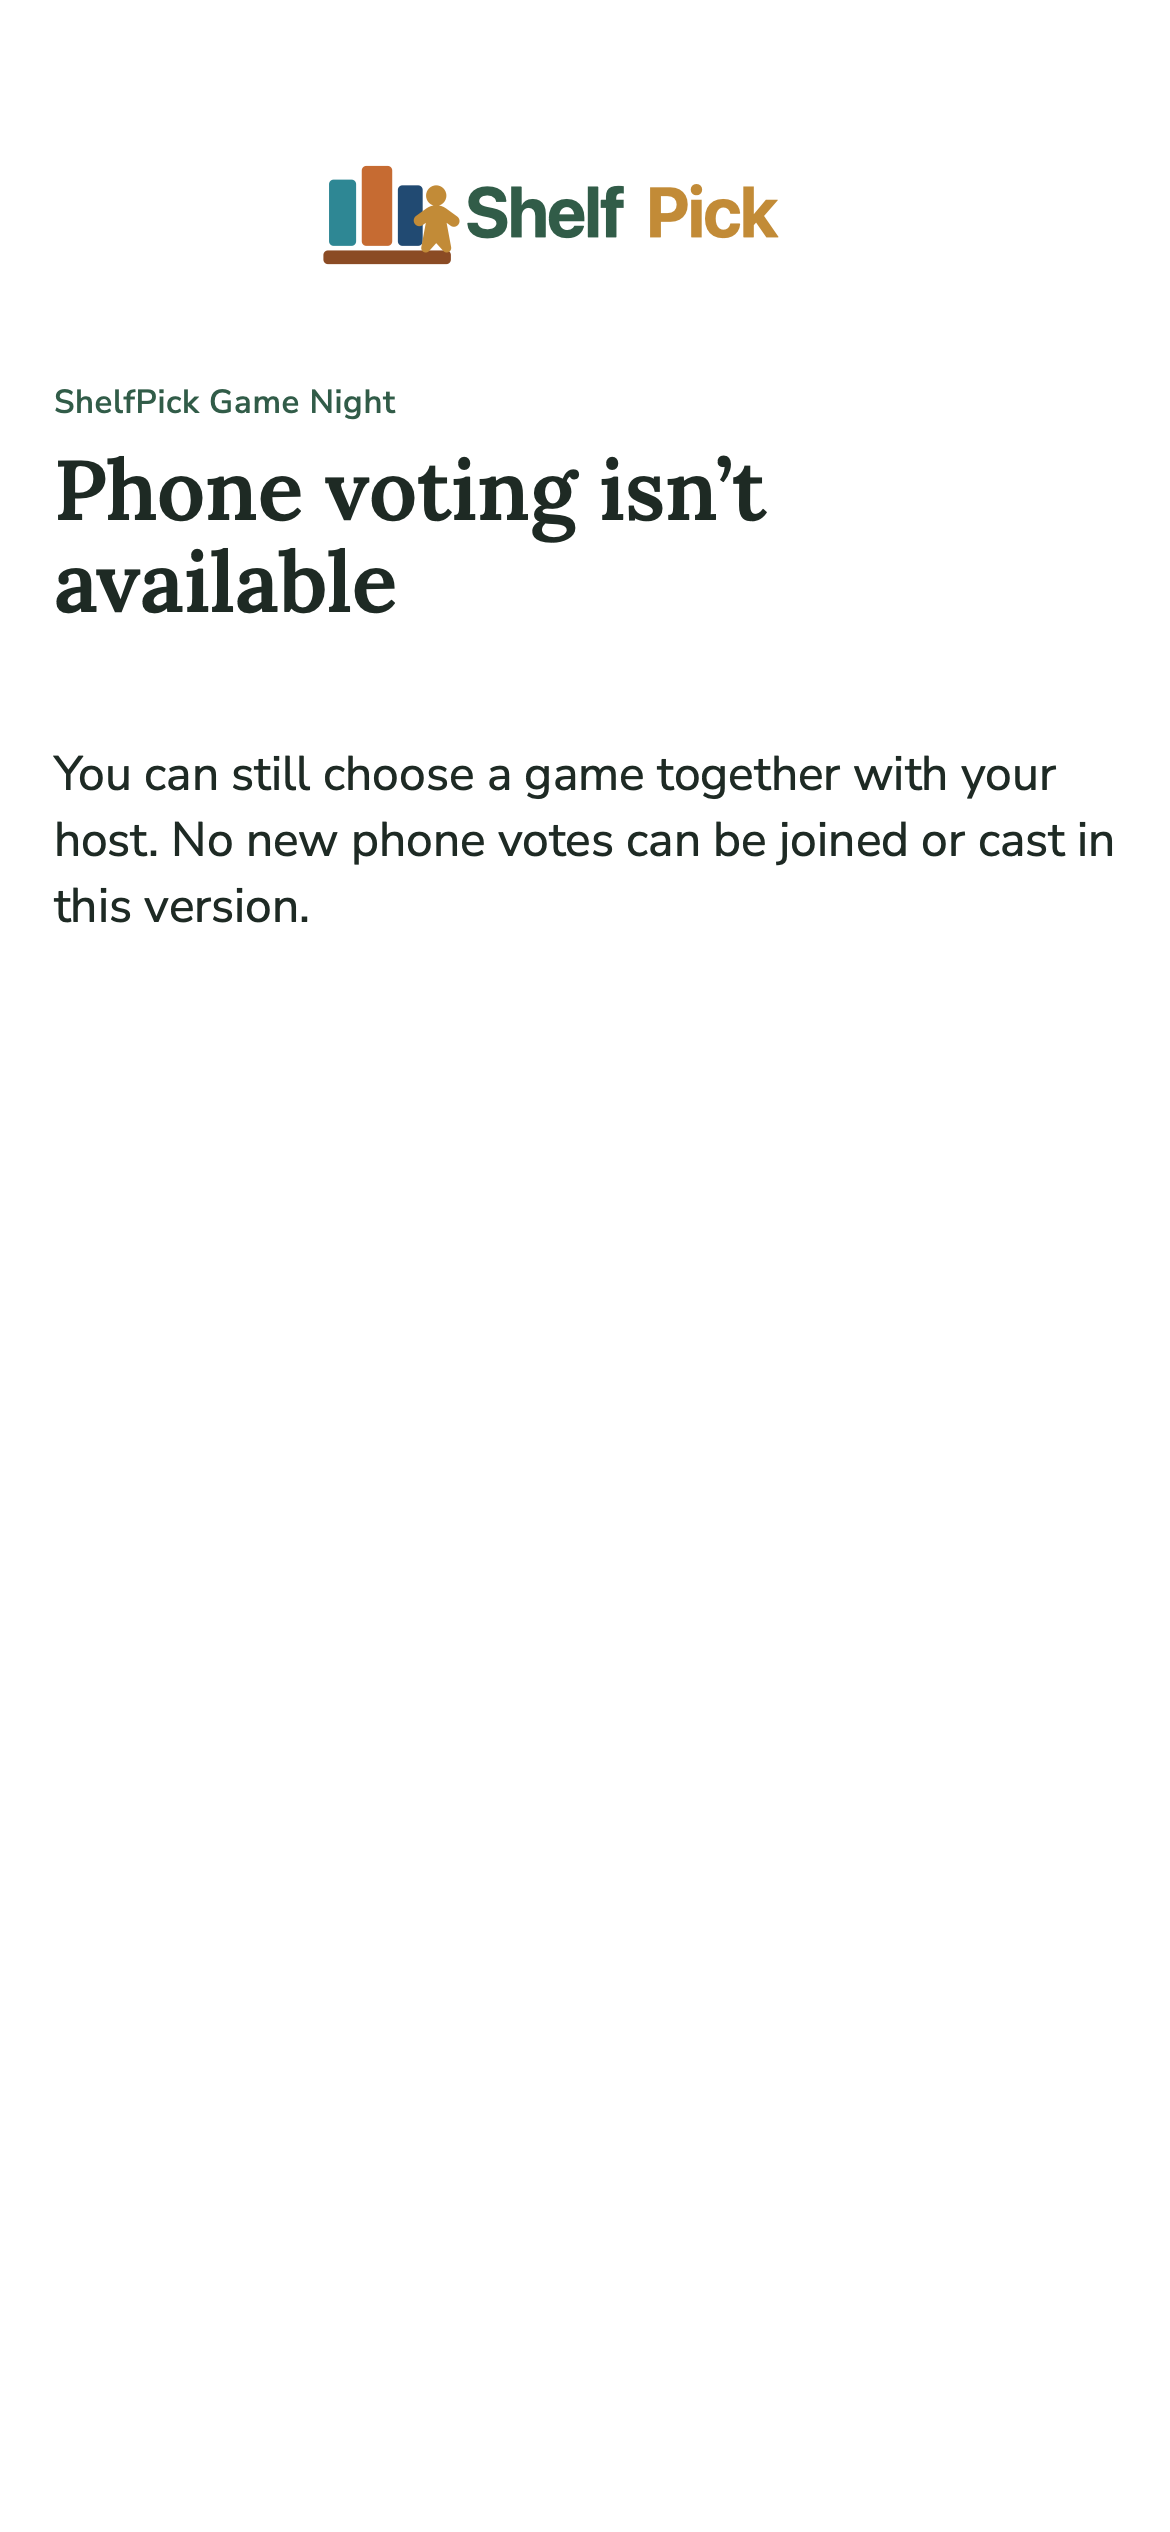 Shelf Pick
ShelfPick Game Night
Phone voting isn’t
available
You can still choose a game together with your
host. No new phone votes can be joined or cast in
this version.